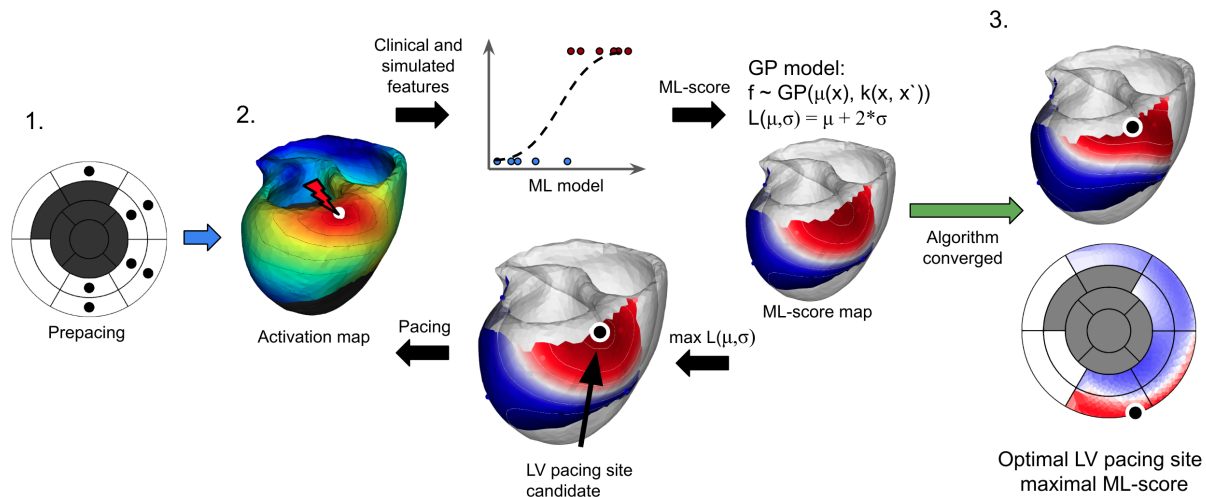 1.
Prepacing
2.
Activation map
Clinical and
simulated
features
ML model
ML-score
GP model:
f ~ GP(μ(x), k(x, x`))
L(μ,σ) = μ + 2*σ
ML-score map
max L(μ,σ)
LV pacing site
candidate
Pacing
Algorithm
converged
3.
Optimal LV pacing site
maximal ML-score